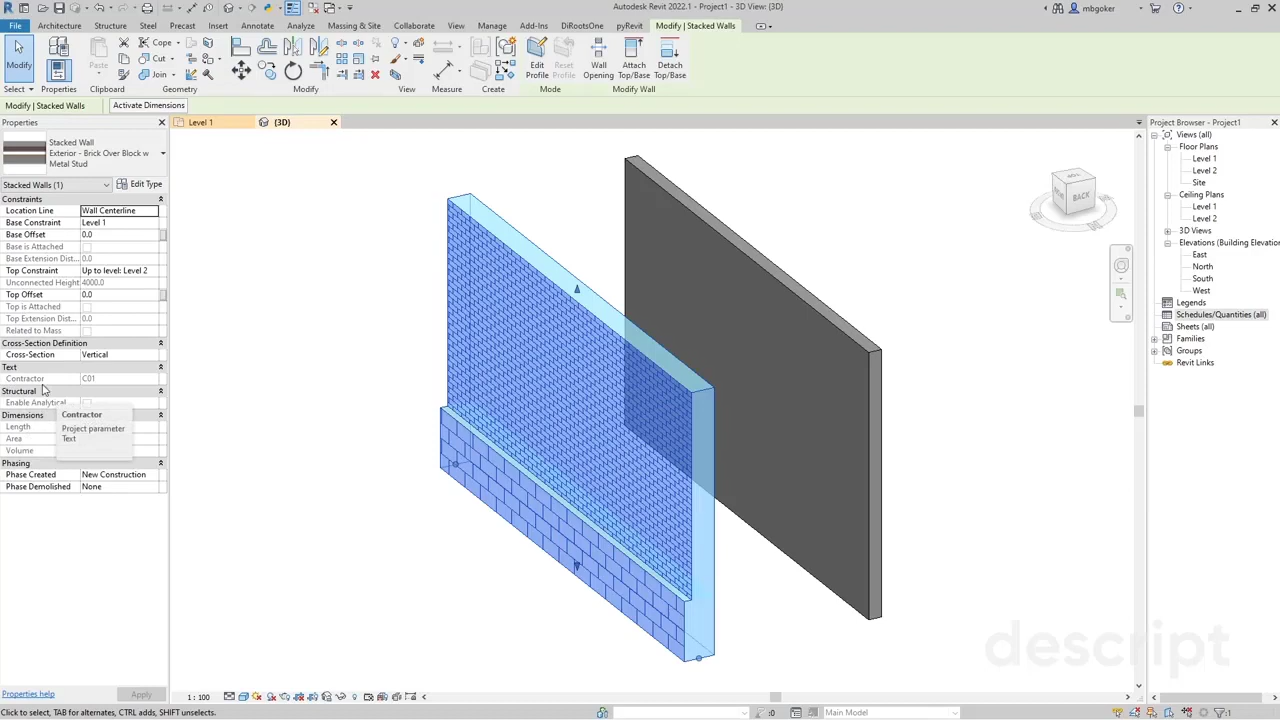 Autodesk Revit 2022.1 - Project1 - 3D View: {3D}
mbgoker
File
Architecture
Structure
Steel
Precast
Systems
Insert
Annotate
Analyze
Massing & Site
Collaborate
View
Manage
Add-Ins
DiRootsOne
pyRevit
Modify | Stacked Walls
Modify
Paste
Cope
Cut
Join
Edit Profile
Reset Profile
Wall Opening
Attach Top/Base
Detach Top/Base
Select
Properties
Clipboard
Geometry
Modify
View
Measure
Create
Mode
Modify Wall
Modify | Stacked Walls
Activate Dimensions
Properties
Level 1
{3D}
Stacked Wall
Exterior - Brick Over Block w
Metal Stud
Stacked Walls (1)
Edit Type
Constraints
Location Line Wall Centerline
Base Constraint Level 1
Base Offset 0.0
Base is Attached
Base Extension Dist... 0.0
Top Constraint Up to level: Level 2
Unconnected Height 4000.0
Top Offset 0.0
Top is Attached
Top Extension Dist... 0.0
Related to Mass
Cross-Section Definition
Cross-Section Vertical
Text
Contractor C01
Structural
Enable Analytical
Dimensions
Length
Area
Volume
Contractor
Project parameter
Text
Phasing
Phase Created New Construction
Phase Demolished None
Properties help
Apply
BACK
Project Browser - Project1
Views (all)
Floor Plans
Level 1
Level 2
Site
Ceiling Plans
Level 1
Level 2
3D Views
Elevations (Building Elevation
East
North
South
West
Legends
Schedules/Quantities (all)
Sheets (all)
Families
Groups
Revit Links
descript
1 : 100
Click to select, TAB for alternates, CTRL adds, SHIFT unselects.
:0
Main Model
:1